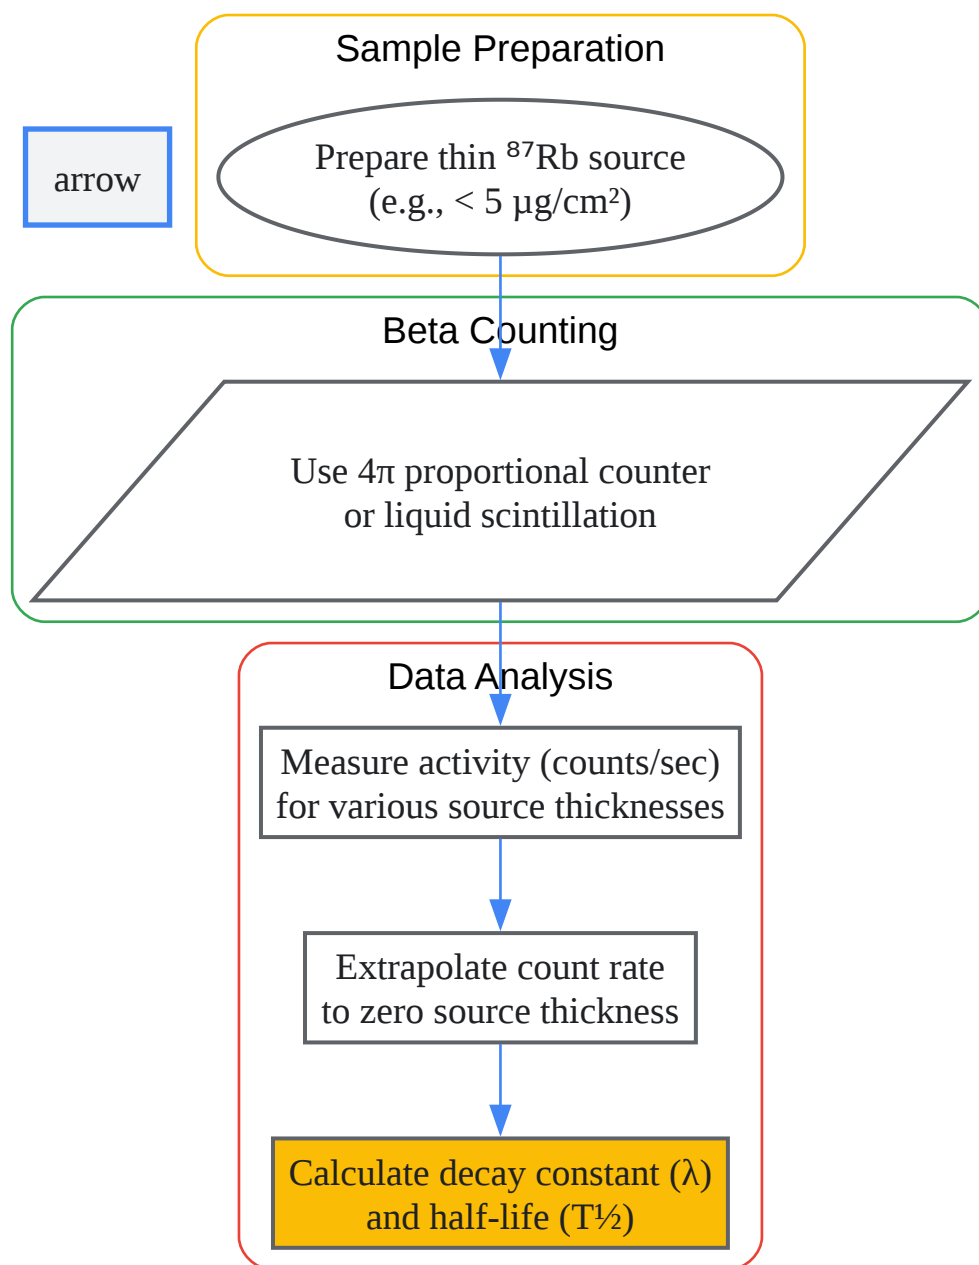 Sample Preparation
arrow
Prepare thin ⁸⁷Rb source
(e.g., < 5 µg/cm²)
Beta Counting
Use 4π proportional counter
or liquid scintillation
Data Analysis
Measure activity (counts/sec)
for various source thicknesses
Extrapolate count rate
to zero source thickness
Calculate decay constant (λ)
and half-life (T½)